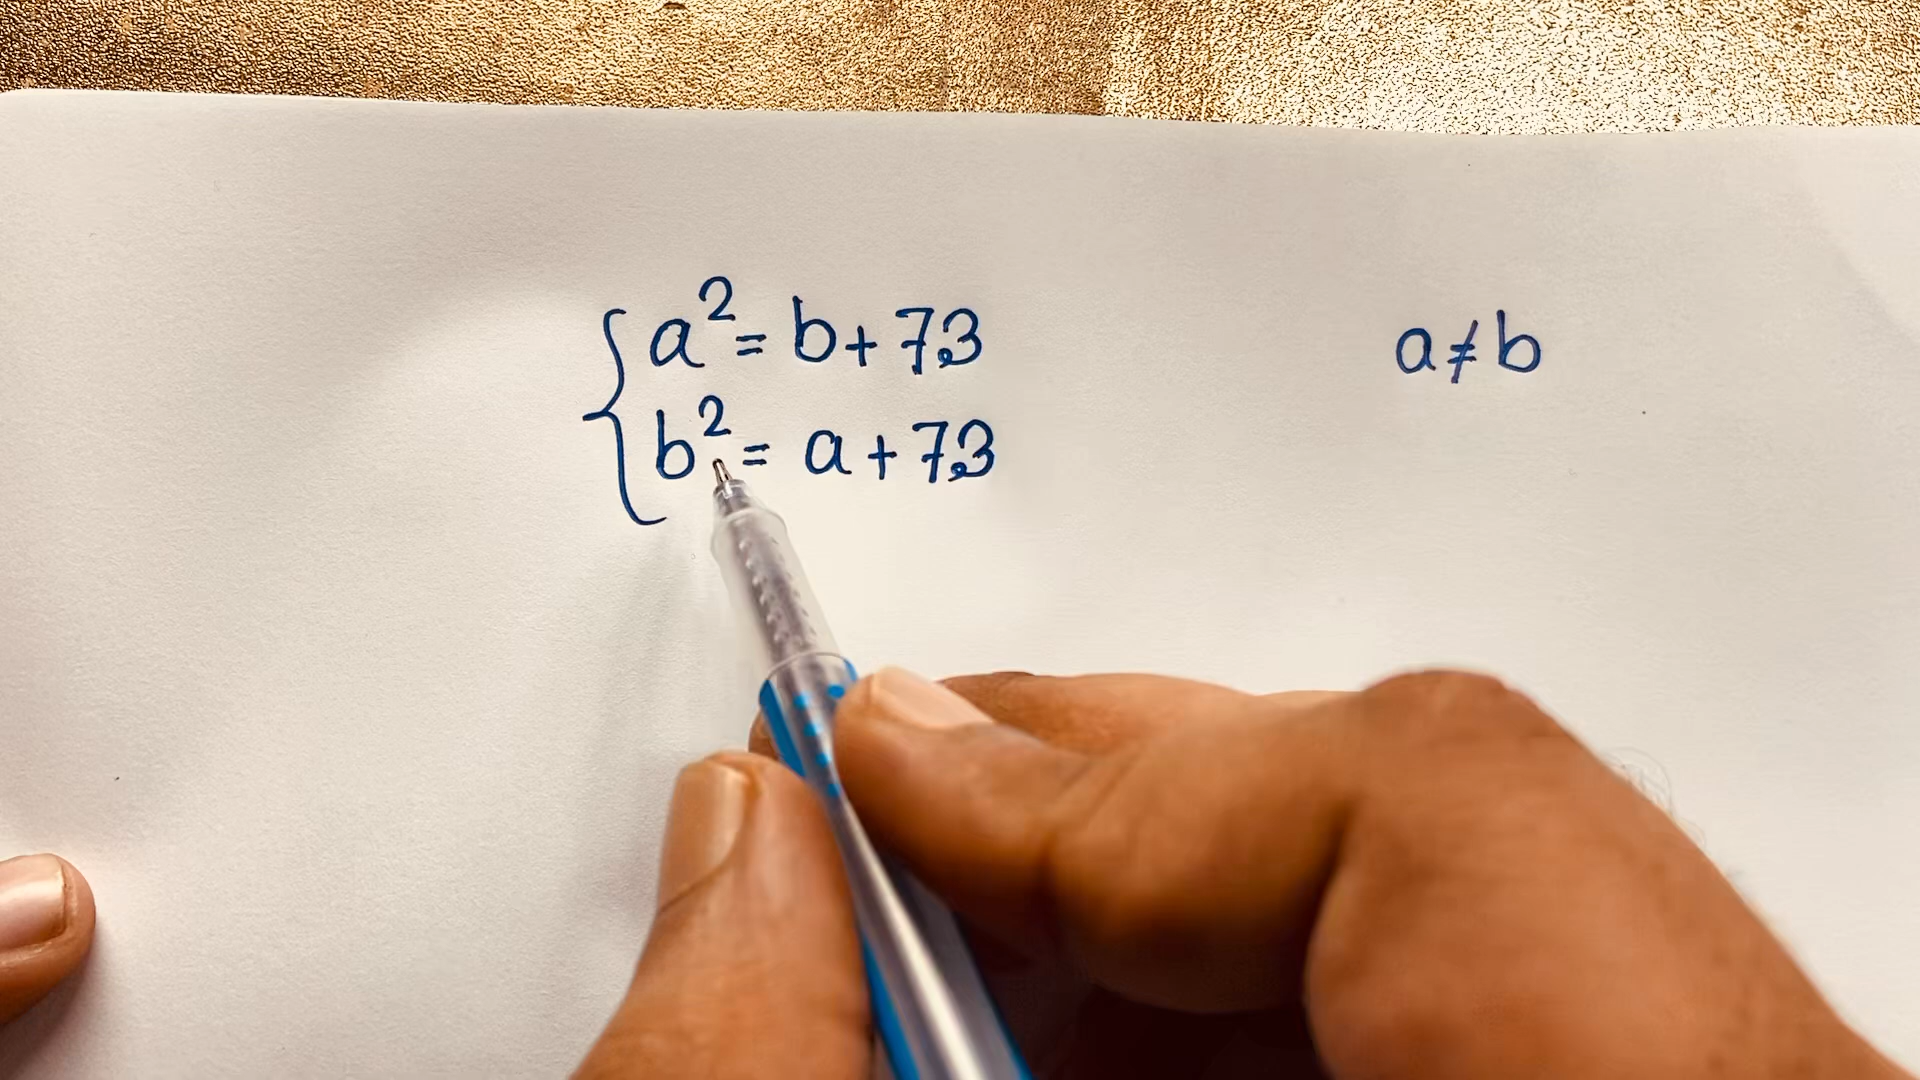 a² = b + 73
b² = a + 73
a ≠ b